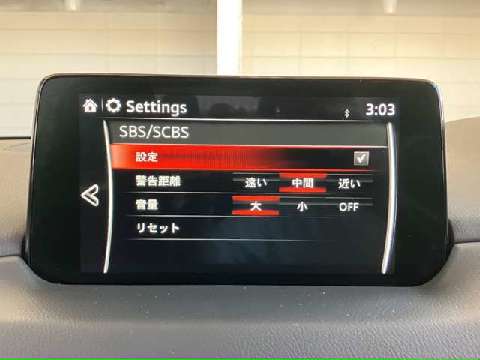 Settings 3:03
SBS/SCBS
設定
警告距離 遠い 中間 近い
音量 大 小 OFF
リセット